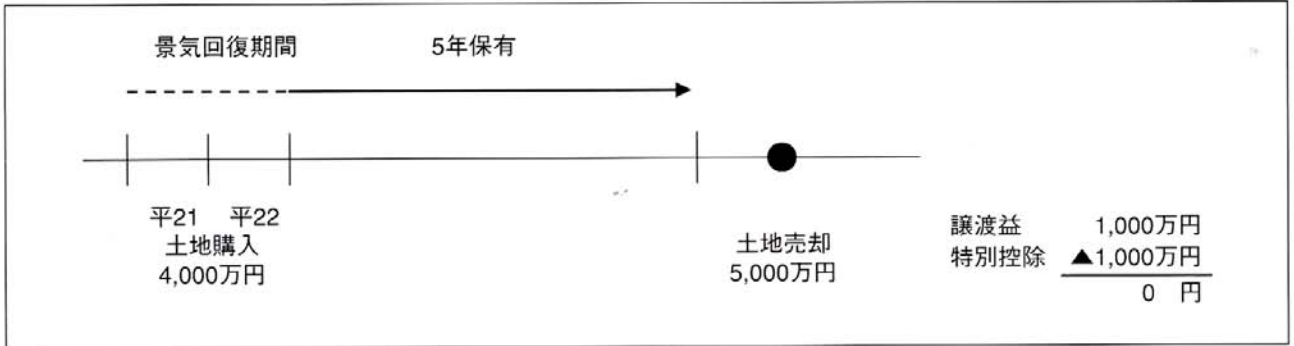 景気回復期間 5年保有
平21 平22
土地購入
4,000万円
土地売却
5,000万円
譲渡益 1,000万円
特別控除 ▲1,000万円
0 円